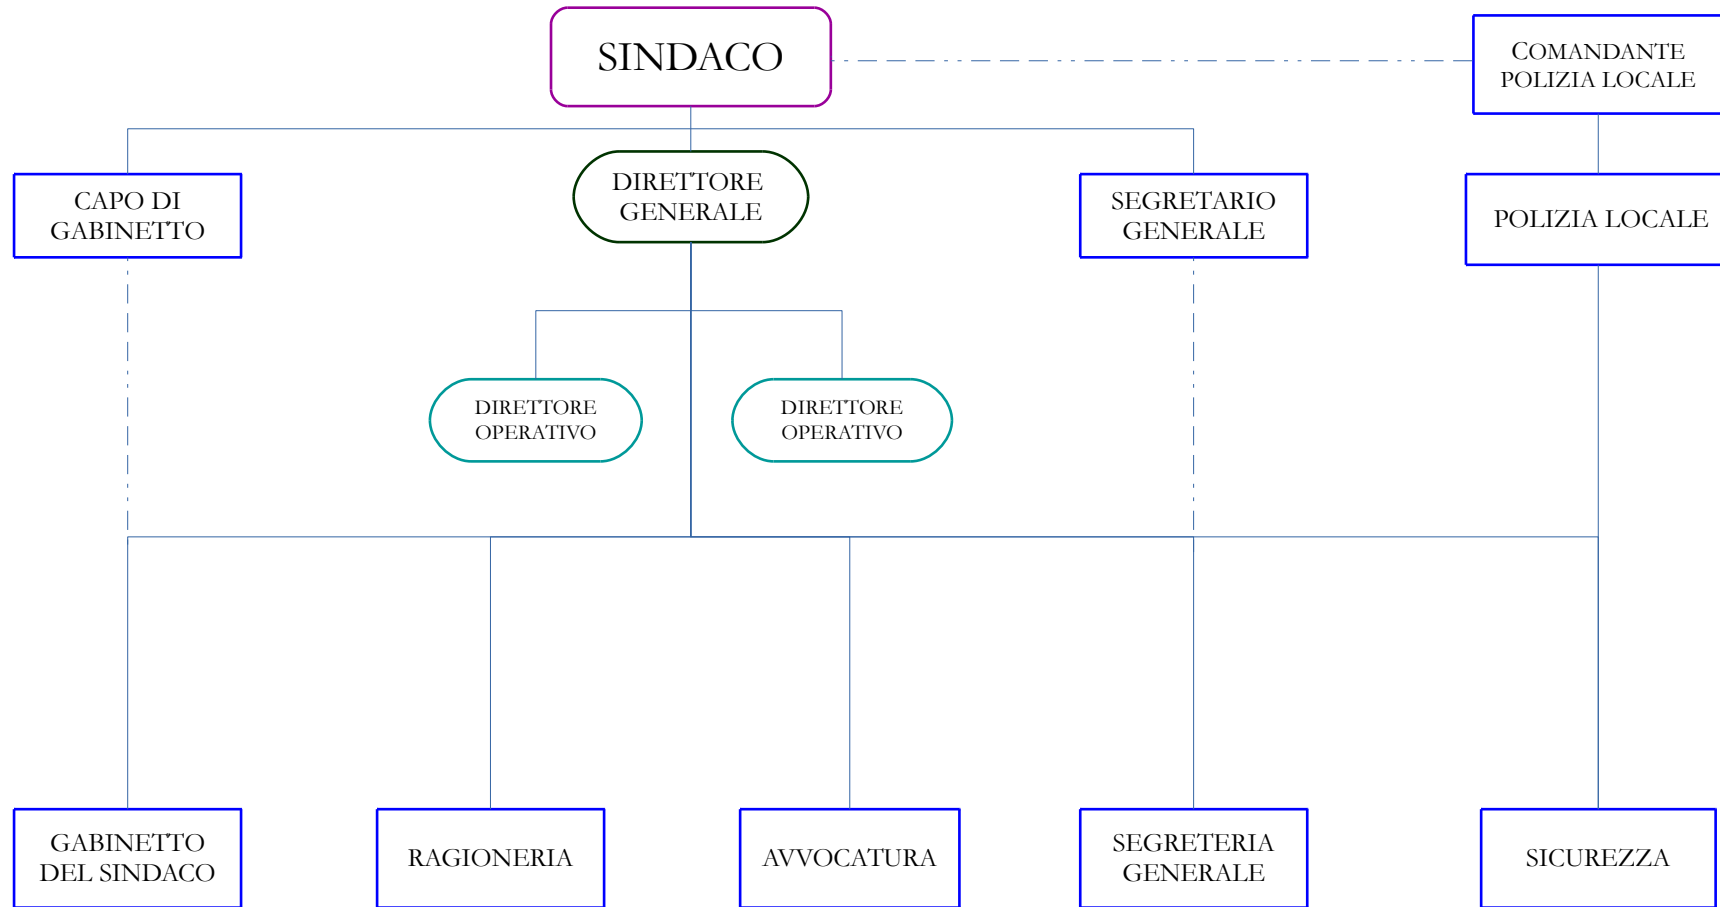 SINDACO
COMANDANTE
POLIZIA LOCALE
CAPO DI
GABINETTO
DIRETTORE
GENERALE
SEGRETARIO
GENERALE
POLIZIA LOCALE
DIRETTORE
OPERATIVO
DIRETTORE
OPERATIVO
GABINETTO
DEL SINDACO
RAGIONERIA
AVVOCATURA
SEGRETERIA
GENERALE
SICUREZZA